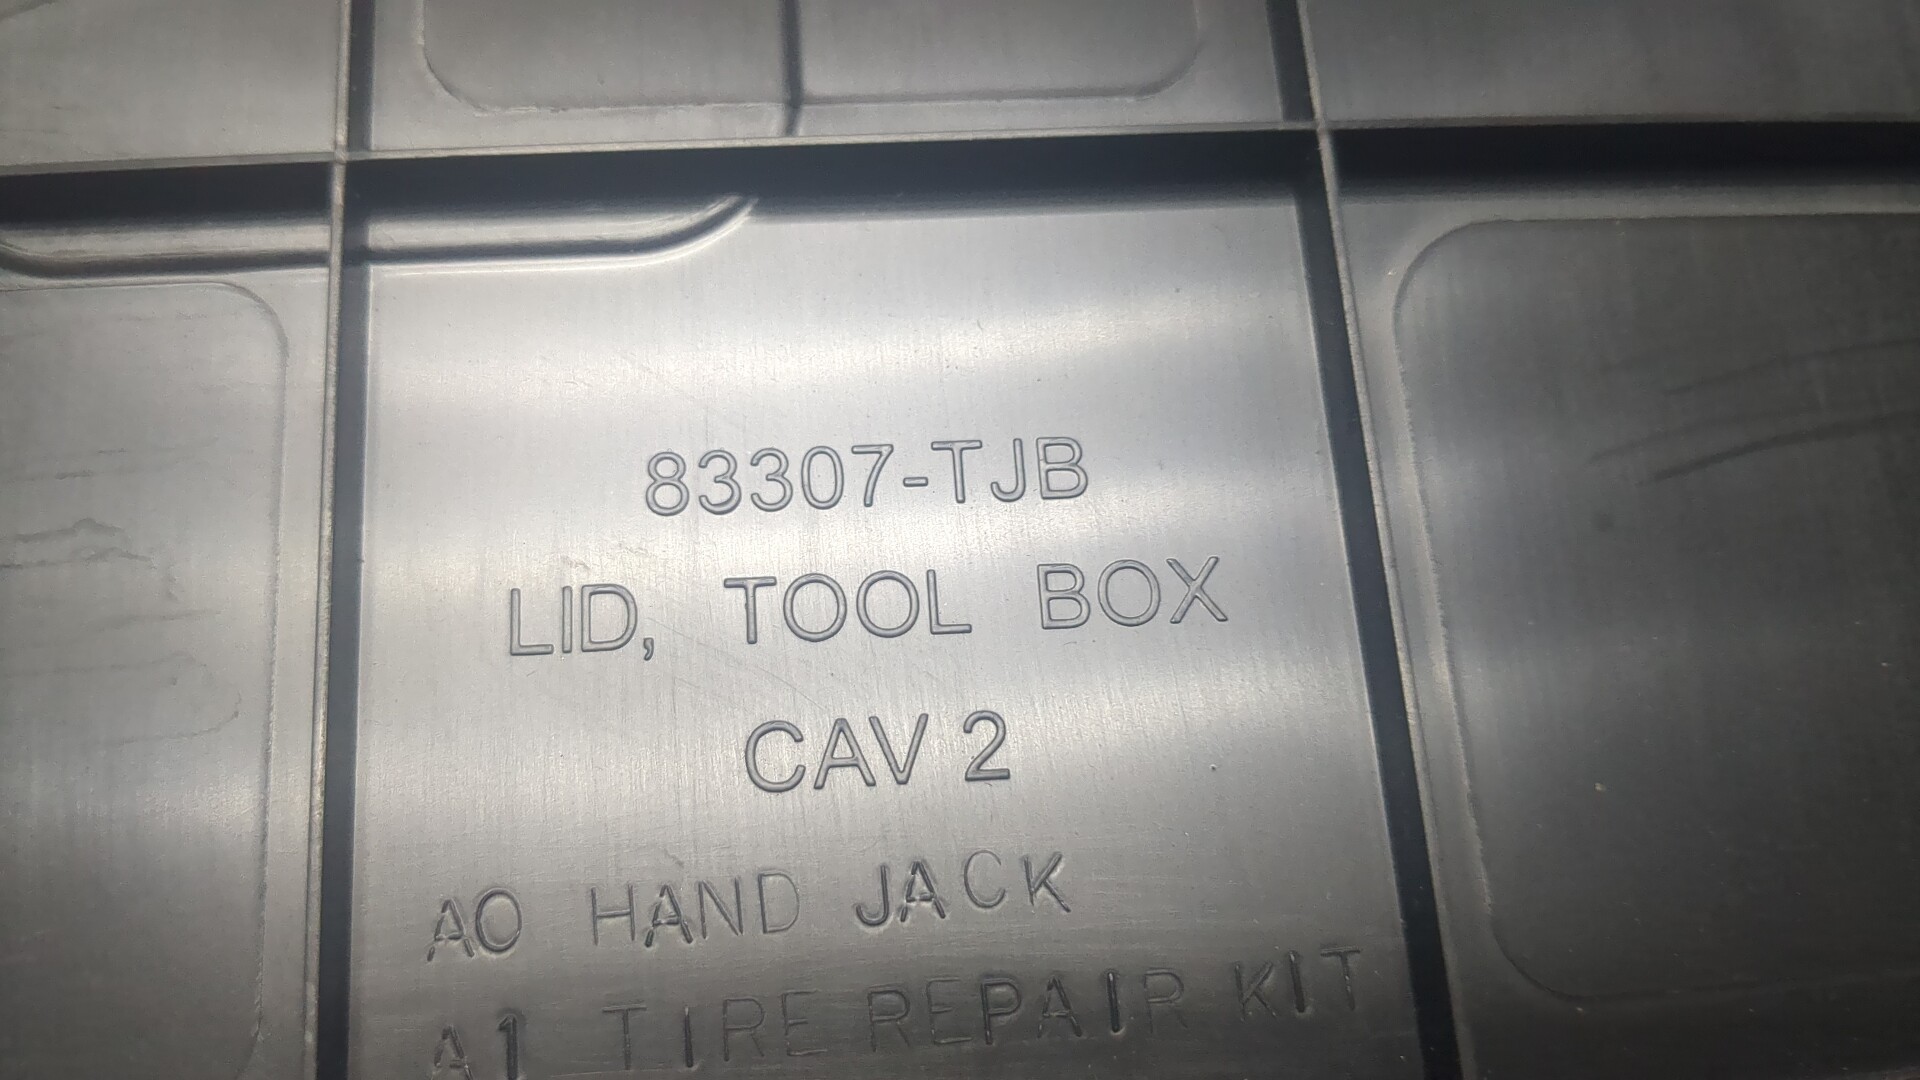 83307-TJB
LID, TOOL BOX
CAV 2
A0 HAND JACK
A1 TIRE REPAIR KIT